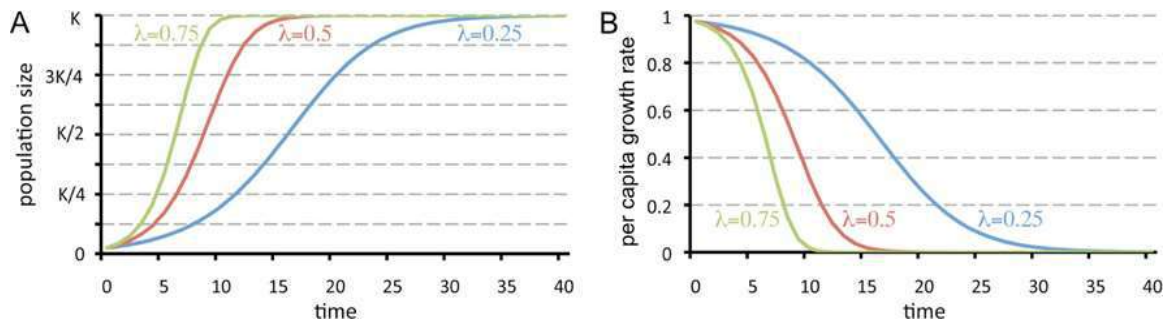 A
population size
K
3K/4
K/2
K/4
0
λ=0.75
λ=0.5
λ=0.25
0 5 10 15 20 25 30 35 40
time
B
per capita growth rate
1
0.8
0.6
0.4
0.2
0
λ=0.75
λ=0.5
λ=0.25
0 5 10 15 20 25 30 35 40
time